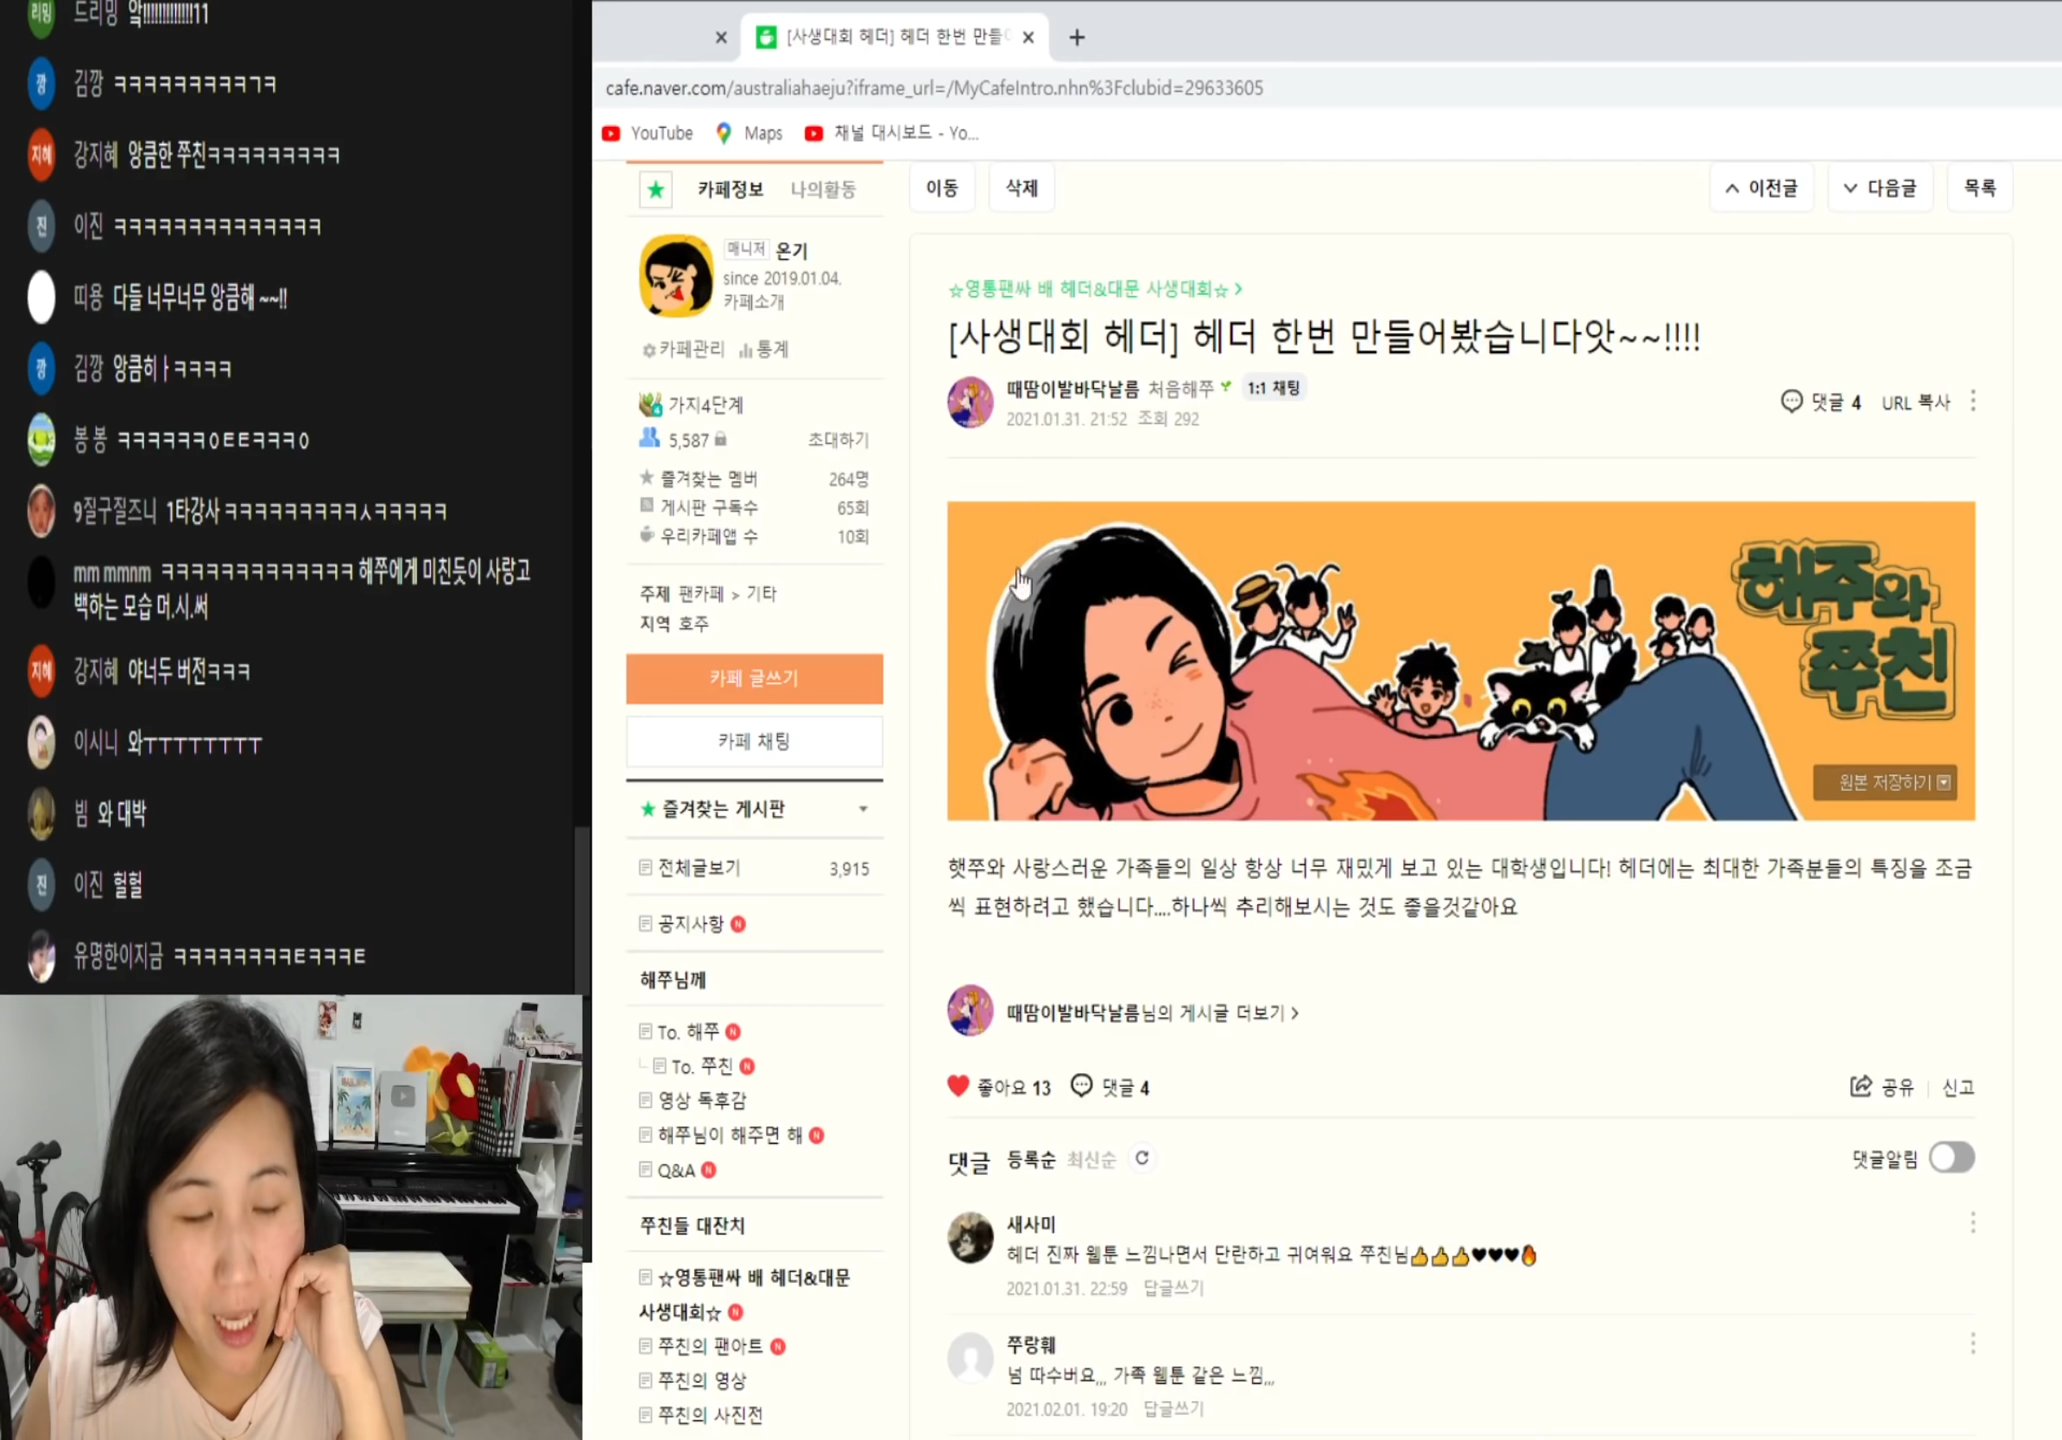 리밍 드리밍 악!!!!!!!!!!!!!11
깡 김깡 ㅋㅋㅋㅋㅋㅋㅋㅋㅋㄱㅋ
지혜 강지혜 앙큼한 쭈친ㅋㅋㅋㅋㅋㅋㅋㅋㅋ
진 이진 ㅋㅋㅋㅋㅋㅋㅋㅋㅋㅋㅋㅋㅋㅋ
띠용 다들 너무너무 앙큼해 ~~!!
깡 김깡 앙큼히ㅏㅋㅋㅋㅋ
봉봉 ㅋㅋㅋㅋㅋㅋㅇㅌㅌㅋㅋㅋㅇ
9질구질즈니 1타강사 ㅋㅋㅋㅋㅋㅋㅋㅋㅋㅅㅋㅋㅋㅋㅋ
mm mmnm ㅋㅋㅋㅋㅋㅋㅋㅋㅋㅋㅋㅋㅋ 해쭈에게 미친듯이 사랑고
백하는 모습 머.시.써
지혜 강지혜 야너두 버전ㅋㅋㅋ
이시니 와ㅜㅜㅜㅜㅜㅜㅜㅜ
빔 와 대박
진 이진 헐헐
유명한이지금 ㅋㅋㅋㅋㅋㅋㅋㅋㅌㅋㅋㅋㅌ
[사생대회 헤더] 헤더 한번 만들어
cafe.naver.com/australiahaeju?iframe_url=/MyCafeIntro.nhn%3Fclubid=29633605
YouTube Maps 채널 대시보드 - Yo...
카페정보 나의활동
매니저 온기
since 2019.01.04.
카페소개
카페관리 통계
가지4단계
5,587 초대하기
즐겨찾는 멤버 264명
게시판 구독수 65회
우리카페앱 수 10회
주제 팬카페 > 기타
지역 호주
카페 글쓰기
카페 채팅
★ 즐겨찾는 게시판
전체글보기 3,915
공지사항 N
해쭈님께
To. 해쭈 N
To. 쭈친 N
영상 독후감
해쭈님이 해주면 해 N
Q&A N
쭈친들 대잔치
☆영통팬싸 배 헤더&대문
사생대회☆ N
쭈친의 팬아트 N
쭈친의 영상
쭈친의 사진전
이동 삭제 이전글 다음글 목록
☆영통팬싸 배 헤더&대문 사생대회☆ >
[사생대회 헤더] 헤더 한번 만들어봤습니다앗~~!!!!
때땀이발바닥날름 처음해쭈 1:1 채팅
2021.01.31. 21:52 조회 292
댓글 4 URL 복사
해주와
쭈친
원본 저장하기
햇쭈와 사랑스러운 가족들의 일상 항상 너무 재밌게 보고 있는 대학생입니다! 헤더에는 최대한 가족분들의 특징을 조금
씩 표현하려고 했습니다....하나씩 추리해보시는 것도 좋을것같아요
때땀이발바닥날름님의 게시글 더보기 >
좋아요 13 댓글 4 공유 신고
댓글 등록순 최신순 댓글알림
새사미
헤더 진짜 웹툰 느낌나면서 단란하고 귀여워요 쭈친님👍👍👍♥♥♥🔥
2021.01.31. 22:59 답글쓰기
쭈랑훼
넘 따수버요,,, 가족 웹툰 같은 느낌,,,
2021.02.01. 19:20 답글쓰기